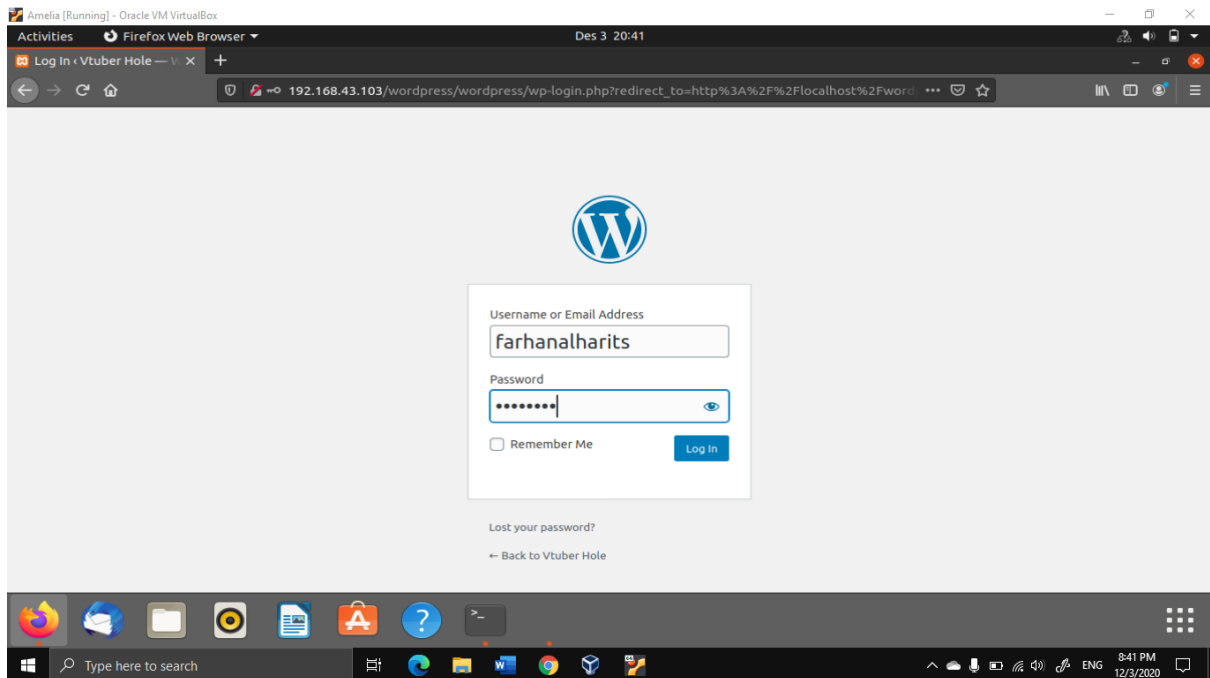 Amelia [Running] - Oracle VM VirtualBox
Activities Firefox Web Browser Des 3 20:41
Log In ‹ Vtuber Hole — W
192.168.43.103/wordpress/wordpress/wp-login.php?redirect_to=http%3A%2F%2Flocalhost%2Fword
Username or Email Address
farhanalharits
Password
••••••••
Remember Me Log In
Lost your password?
← Back to Vtuber Hole
Type here to search ENG 8:41 PM
12/3/2020